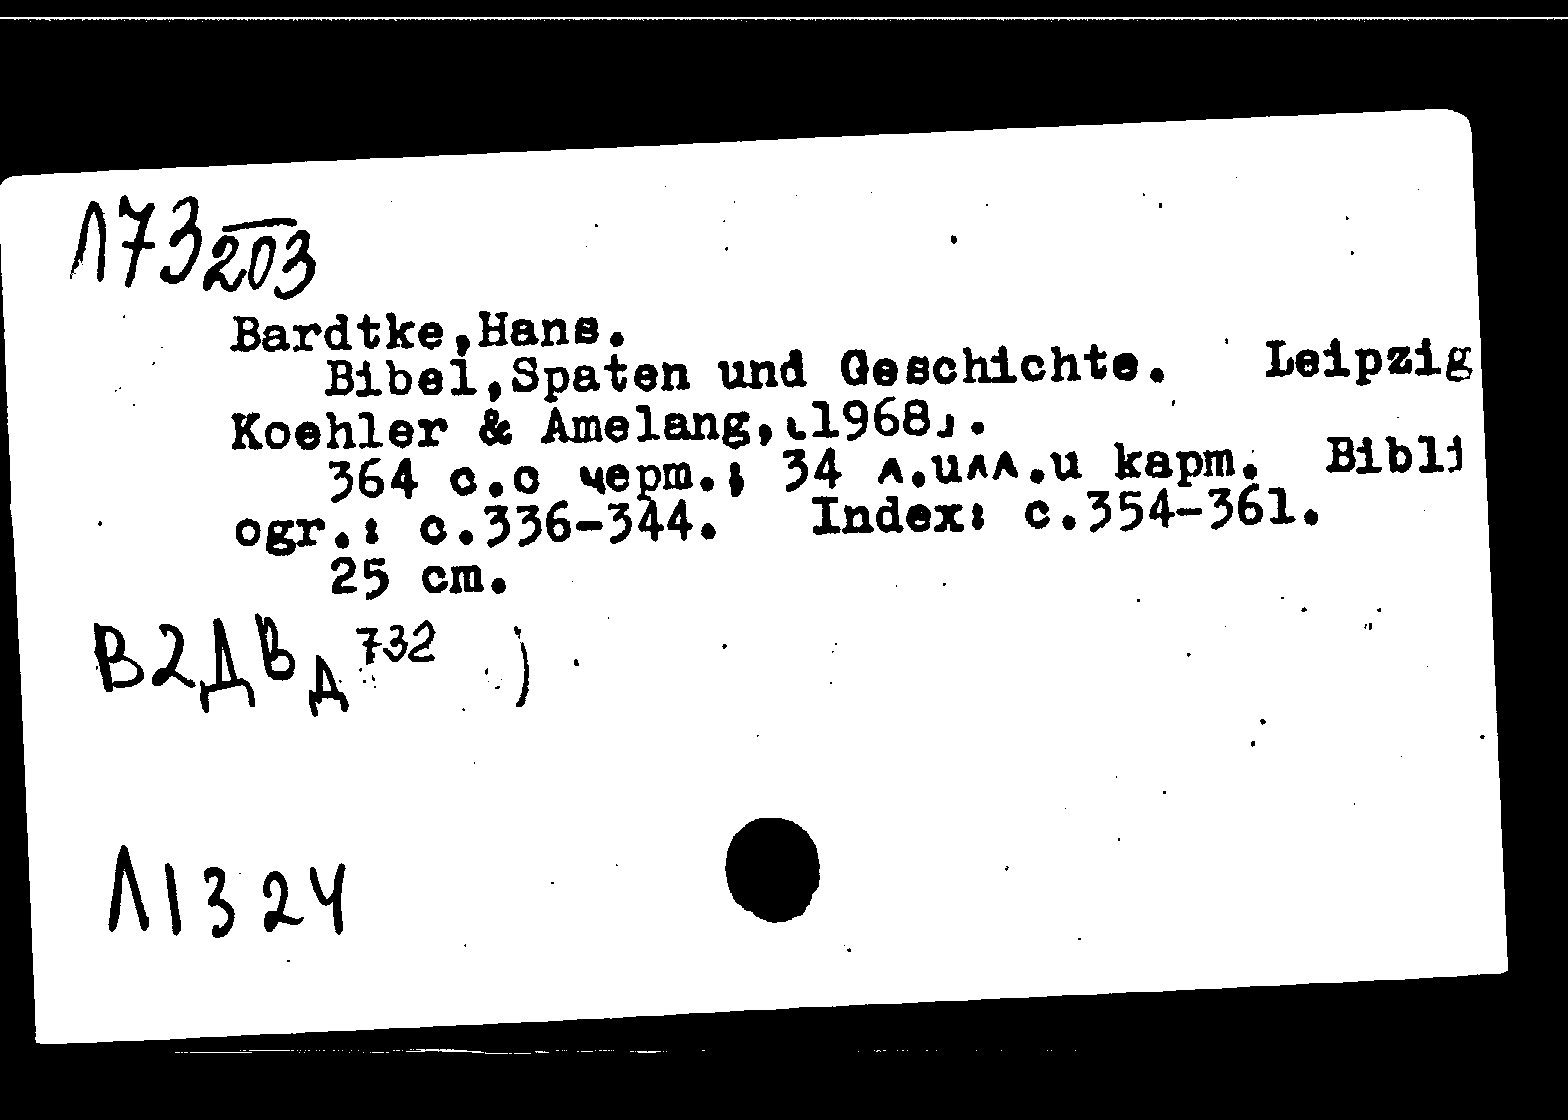 Л73 203
Bardtke,Hans.
Bibel,Spaten und Geschichte. Leipzig
Koehler & Amelang,[1968].
364 с.с черт.; 34 л.илл.и карт. Bibli
ogr.: с.336-344. Index: с.354-361.
25 cm.
В2ДВ д 732 )
Л1324